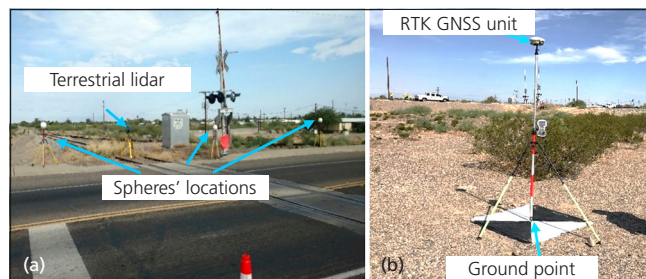 Terrestrial lidar
Spheres' locations
(a)
RTK GNSS unit
Ground point
(b)